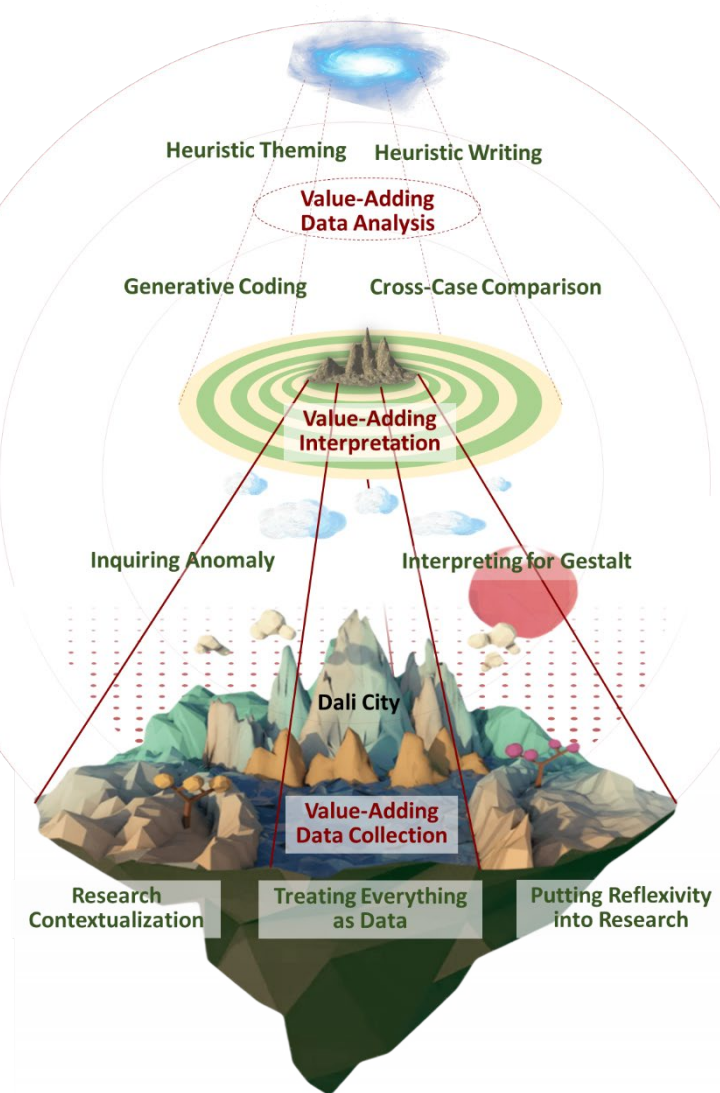 Heuristic Theming
Heuristic Writing
Value-Adding
Data Analysis
Generative Coding
Cross-Case Comparison
Value-Adding
Interpretation
Inquiring Anomaly
Interpreting for Gestalt
Dali City
Value-Adding
Data Collection
Research
Contextualization
Treating Everything
as Data
Putting Reflexivity
into Research